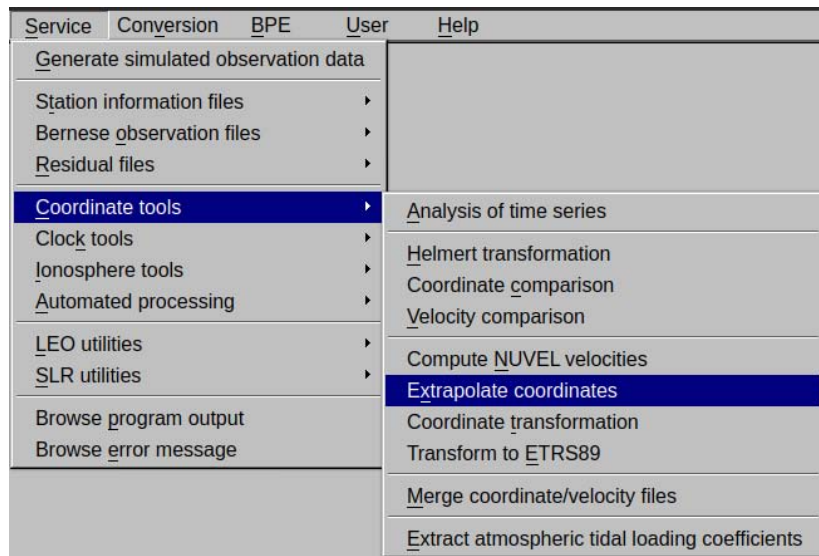 Service Conversion BPE User Help
Generate simulated observation data
Station information files
Bernese observation files
Residual files
Coordinate tools
Clock tools
Ionosphere tools
Automated processing
LEO utilities
SLR utilities
Browse program output
Browse error message
Analysis of time series
Helmert transformation
Coordinate comparison
Velocity comparison
Compute NUVEL velocities
Extrapolate coordinates
Coordinate transformation
Transform to ETRS89
Merge coordinate/velocity files
Extract atmospheric tidal loading coefficients